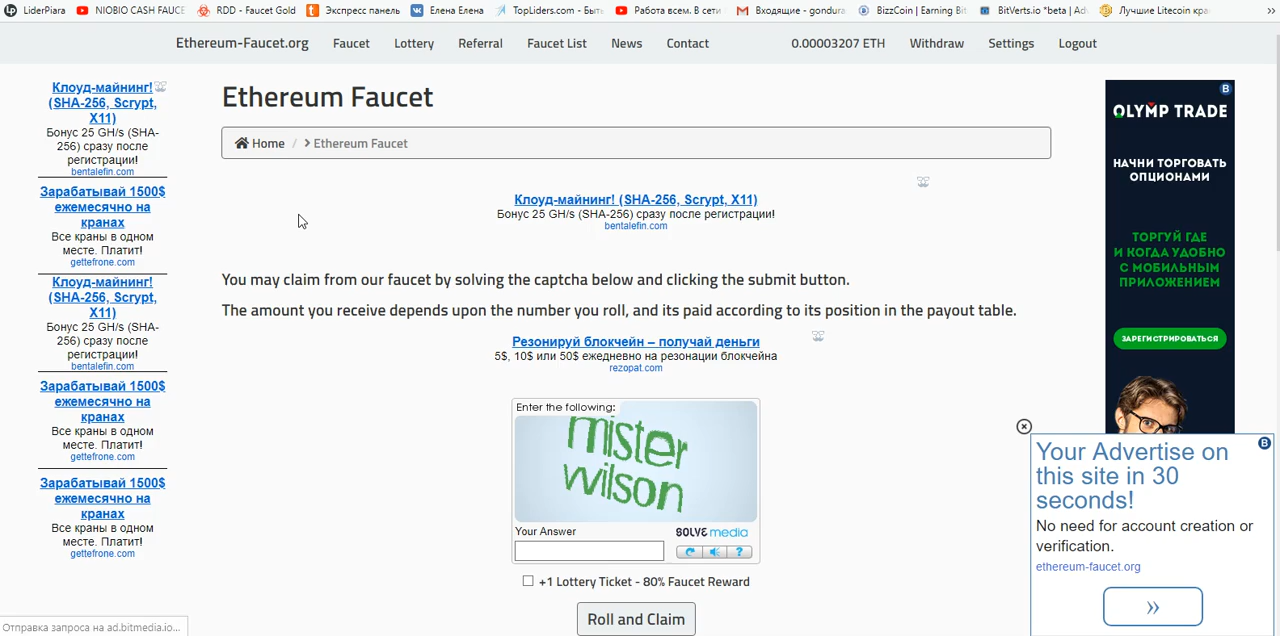 LiderPiara
NIOBIO CASH FAUCE
RDD - Faucet Gold
Экспресс панель
Елена Елена
TopLiders.com - Быть
Работа всем. В сети
Входящие - gondura
BizzCoin | Earning Bit
BitVerts.io *beta | Ad
Лучшие Litecoin кра
»
Ethereum-Faucet.org
Faucet
Lottery
Referral
Faucet List
News
Contact
0.00003207 ETH
Withdraw
Settings
Logout
Клоуд-майнинг!
(SHA-256, Scrypt,
X11)
Бонус 25 GH/s (SHA-
256) сразу после
регистрации!
bentalefin.com
Зарабатывай 1500$
ежемесячно на
кранах
Все краны в одном
месте. Платит!
gettefrone.com
Клоуд-майнинг!
(SHA-256, Scrypt,
X11)
Бонус 25 GH/s (SHA-
256) сразу после
регистрации!
bentalefin.com
Зарабатывай 1500$
ежемесячно на
кранах
Все краны в одном
месте. Платит!
gettefrone.com
Зарабатывай 1500$
ежемесячно на
кранах
Все краны в одном
месте. Платит!
gettefrone.com
Ethereum Faucet
Home / > Ethereum Faucet
Клоуд-майнинг! (SHA-256, Scrypt, X11)
Бонус 25 GH/s (SHA-256) сразу после регистрации!
bentalefin.com
You may claim from our faucet by solving the captcha below and clicking the submit button.
The amount you receive depends upon the number you roll, and its paid according to its position in the payout table.
Резонируй блокчейн – получай деньги
5$, 10$ или 50$ ежедневно на резонации блокчейна
rezopat.com
Enter the following:
mister
wilson
Your Answer
SOLVE media
?
+1 Lottery Ticket - 80% Faucet Reward
Roll and Claim
B
OLYMP TRADE
НАЧНИ ТОРГОВАТЬ
ОПЦИОНАМИ
ТОРГУЙ ГДЕ
И КОГДА УДОБНО
С МОБИЛЬНЫМ
ПРИЛОЖЕНИЕМ
ЗАРЕГИСТРИРОВАТЬСЯ
B
Your Advertise on
this site in 30
seconds!
No need for account creation or
verification.
ethereum-faucet.org
»
Отправка запроса на ad.bitmedia.io...